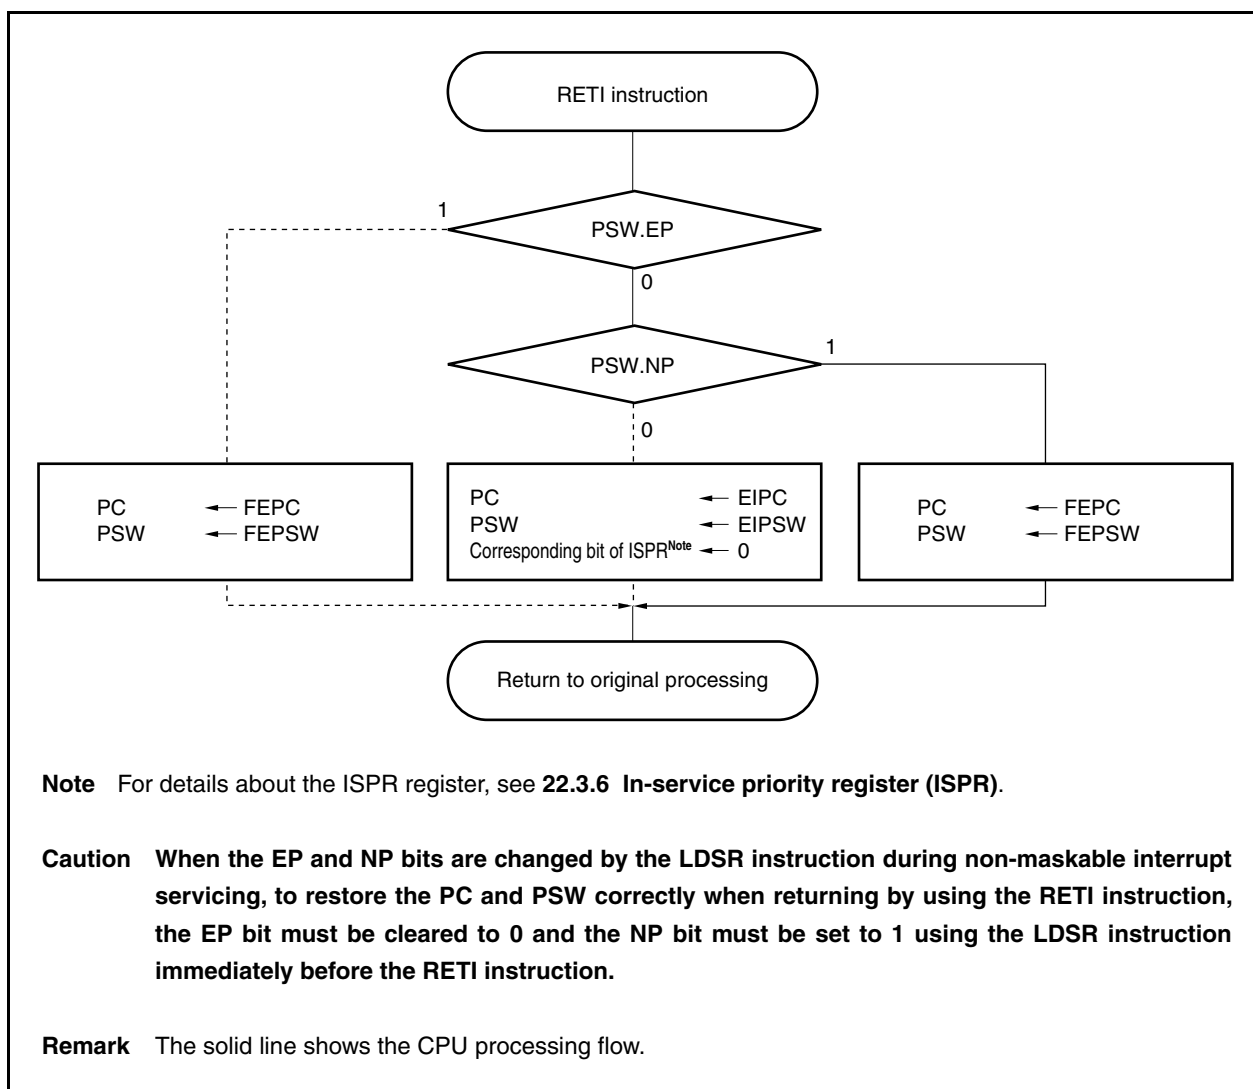 RETI instruction
1
PSW.EP
0
1
PSW.NP
0
PC ← FEPC
PSW ← FEPSW
PC ← EIPC
PSW ← EIPSW
Corresponding bit of ISPRNote ← 0
PC ← FEPC
PSW ← FEPSW
Return to original processing
Note For details about the ISPR register, see 22.3.6 In-service priority register (ISPR).
Caution When the EP and NP bits are changed by the LDSR instruction during non-maskable interrupt
servicing, to restore the PC and PSW correctly when returning by using the RETI instruction,
the EP bit must be cleared to 0 and the NP bit must be set to 1 using the LDSR instruction
immediately before the RETI instruction.
Remark The solid line shows the CPU processing flow.